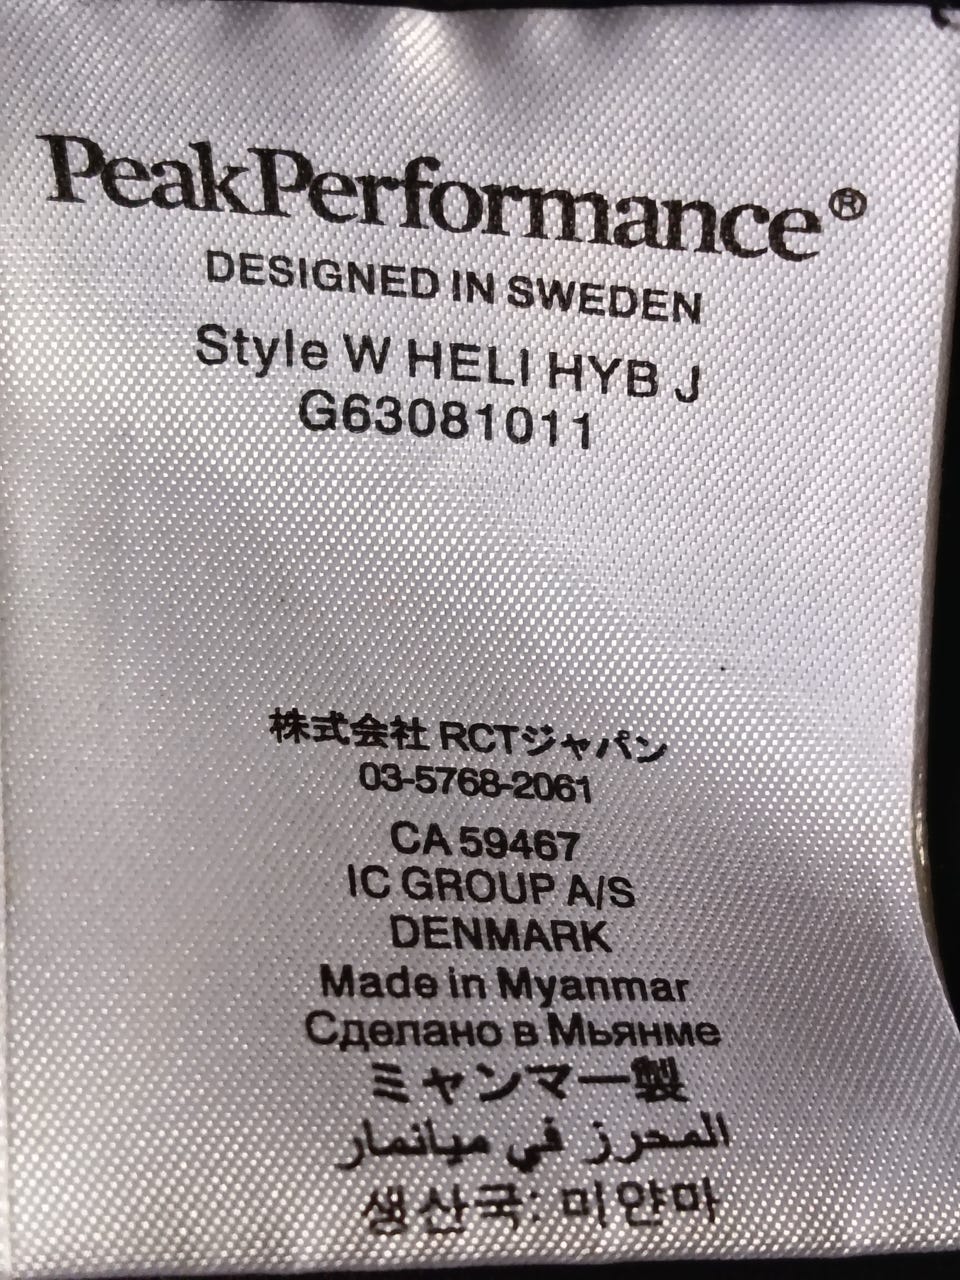 PeakPerformance®
DESIGNED IN SWEDEN
Style W HELI HYB J
G63081011
株式会社 RCTジャパン
03-5768-2061
CA 59467
IC GROUP A/S
DENMARK
Made in Myanmar
Сделано в Мьянме
ミャンマー製
المحرز في ميانمار
생산국: 미얀마